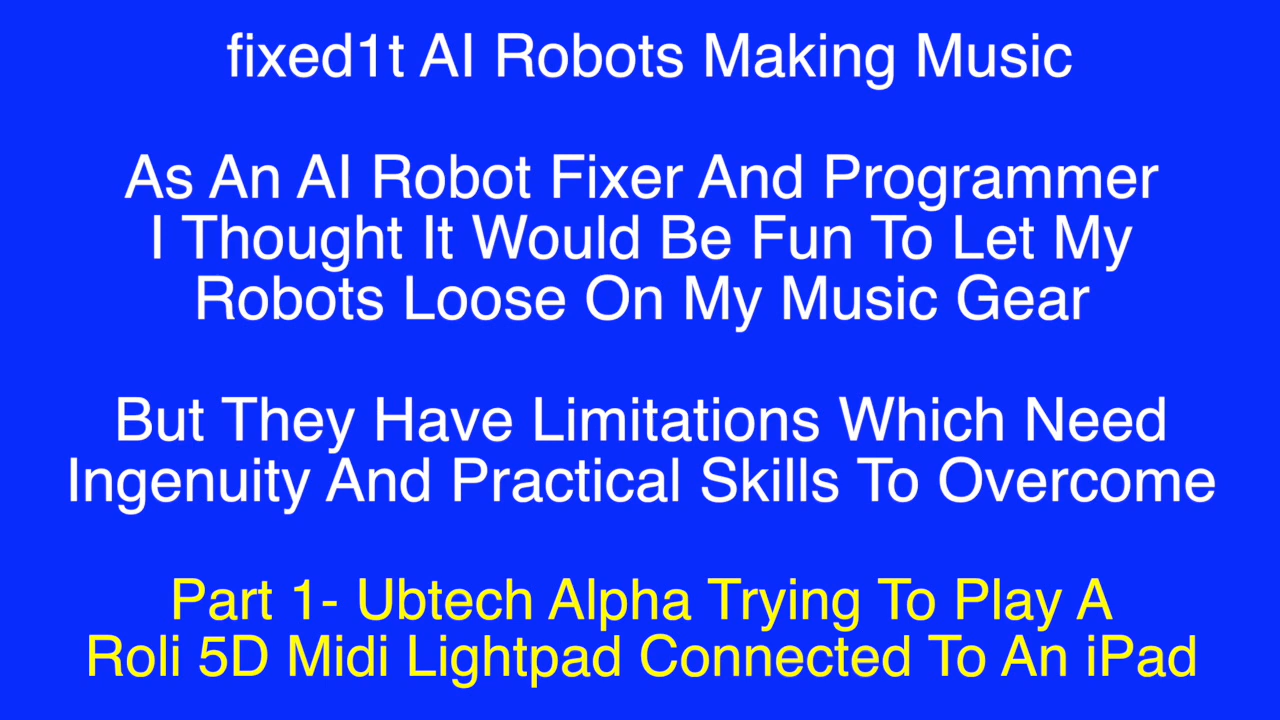 fixed1t AI Robots Making Music
As An AI Robot Fixer And Programmer
I Thought It Would Be Fun To Let My
Robots Loose On My Music Gear
But They Have Limitations Which Need
Ingenuity And Practical Skills To Overcome
Part 1- Ubtech Alpha Trying To Play A
Roli 5D Midi Lightpad Connected To An iPad